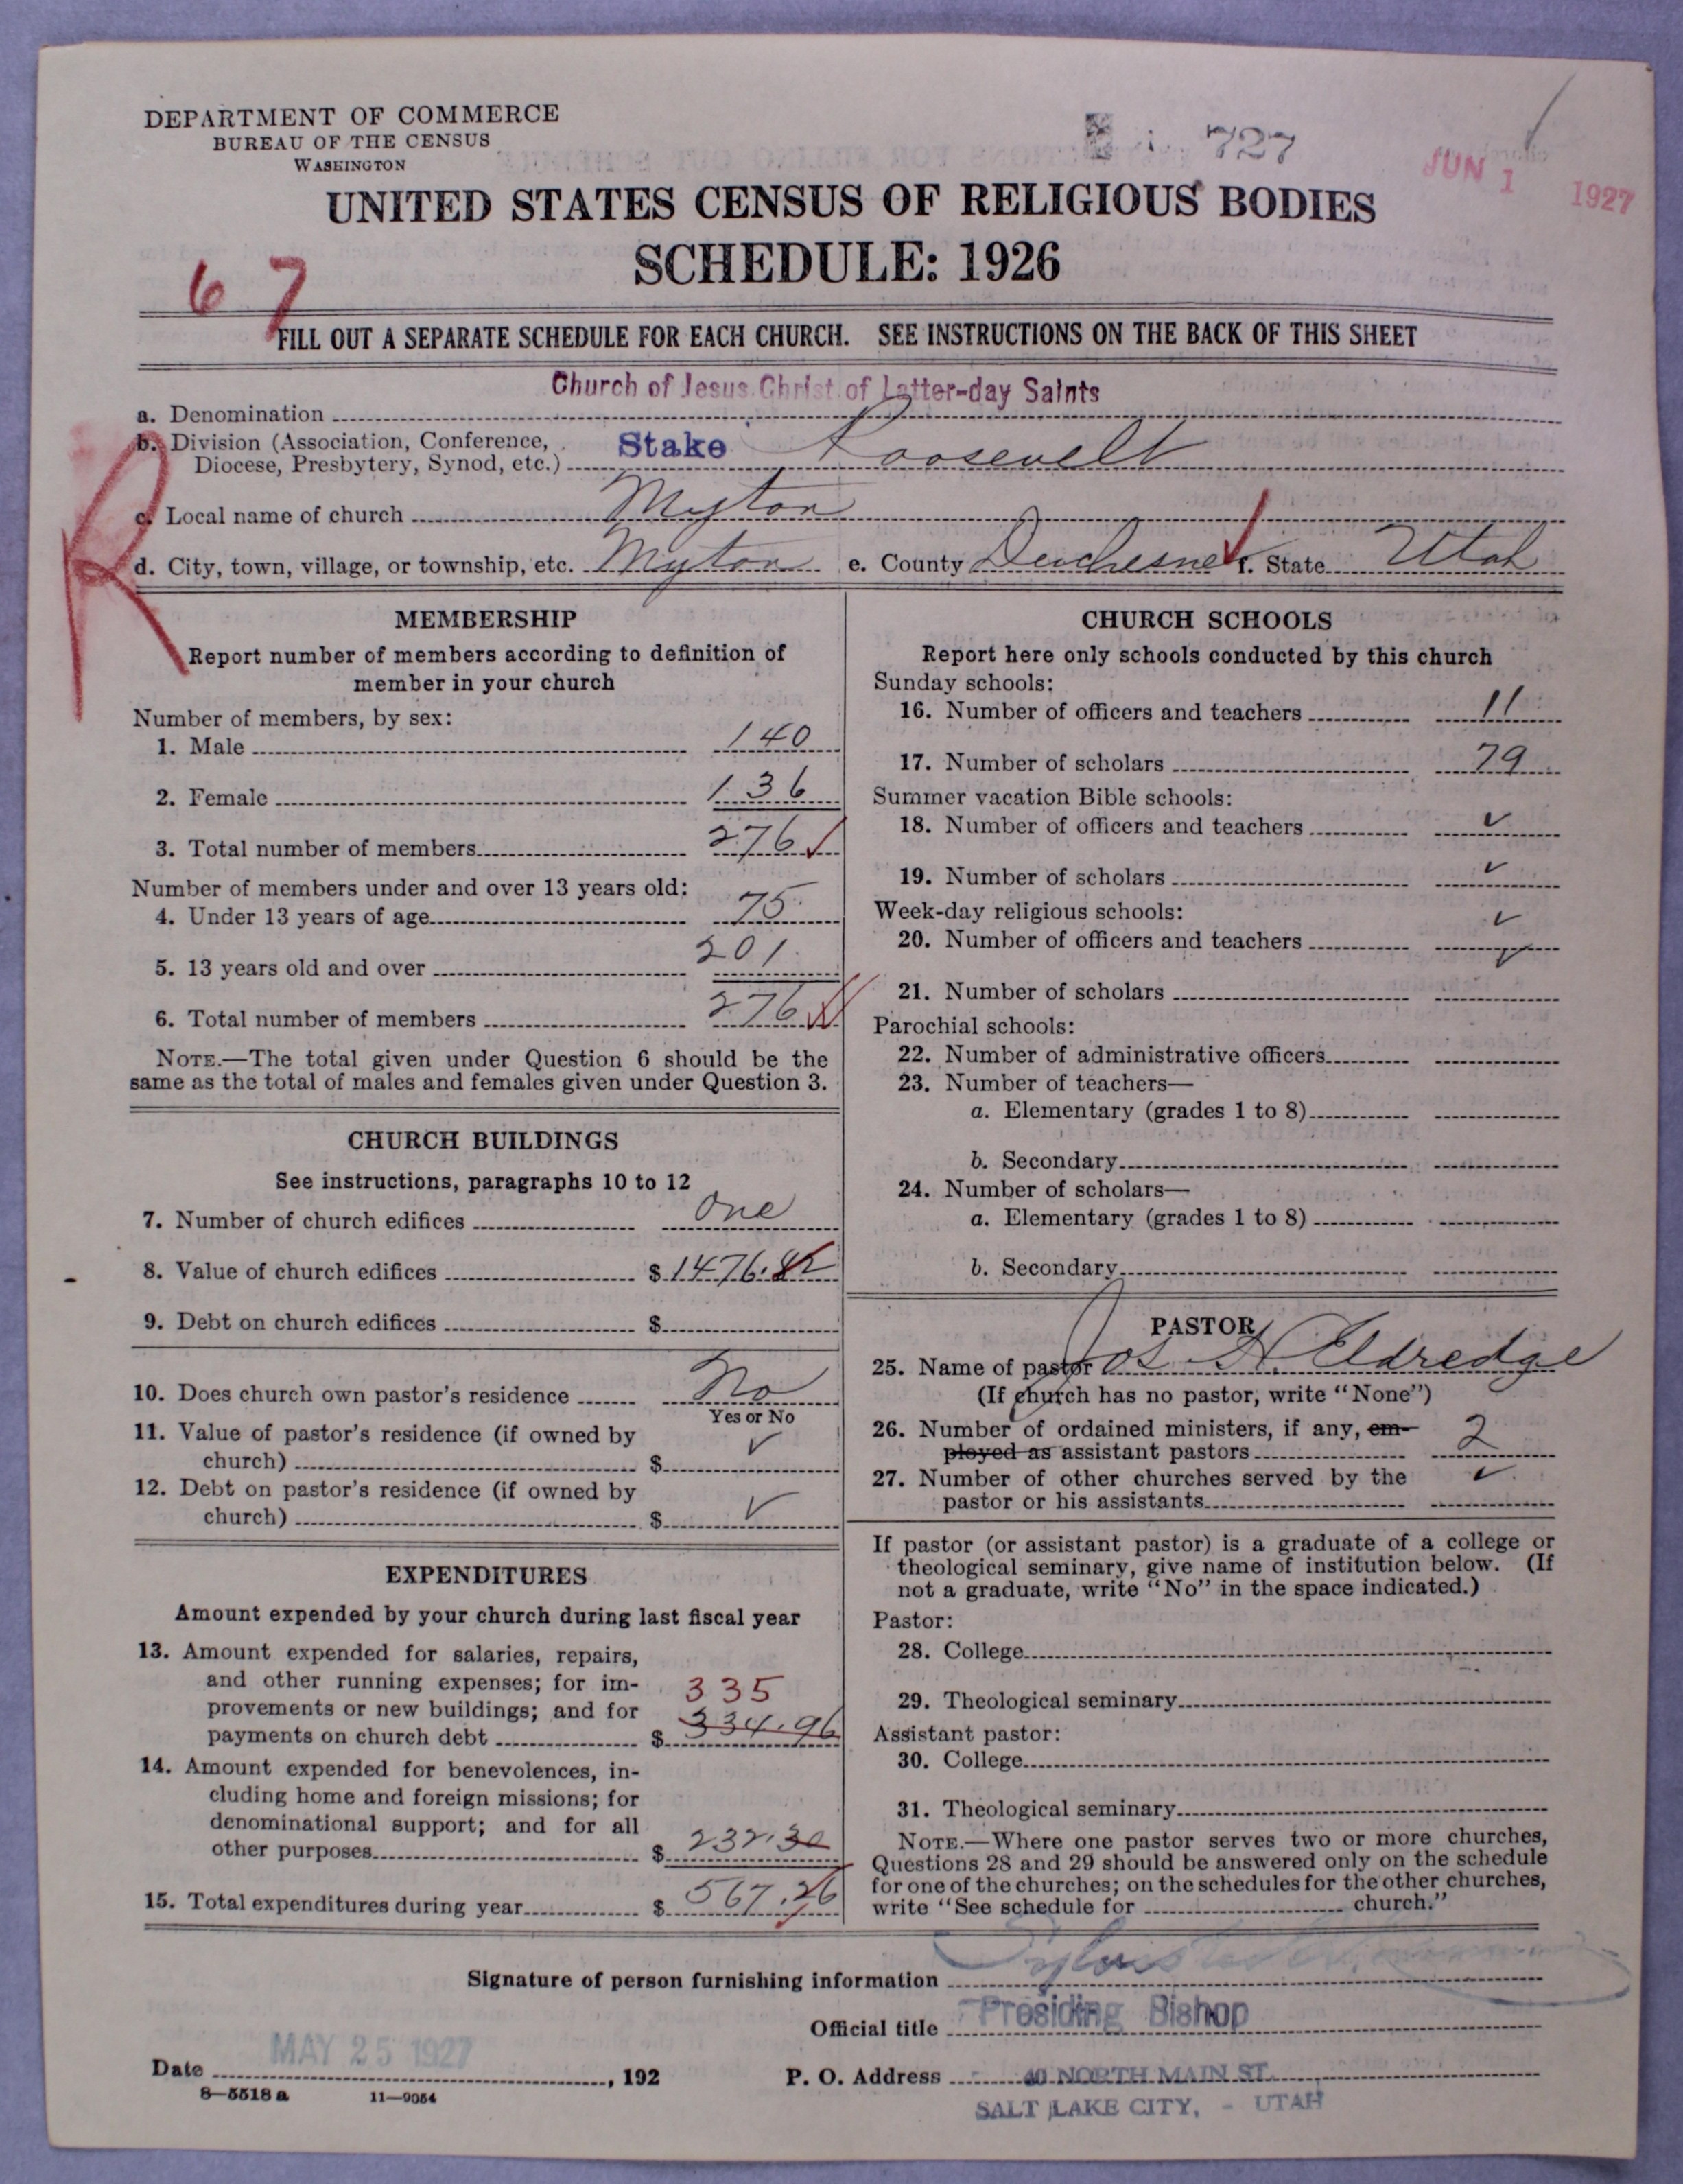 DEPARTMENT OF COMMERCE
BUREAU OF THE CENSUS
WASHINGTON
727
JUN 1 1927
UNITED STATES CENSUS OF RELIGIOUS BODIES
SCHEDULE: 1926
67
FILL OUT A SEPARATE SCHEDULE FOR EACH CHURCH. SEE INSTRUCTIONS ON THE BACK OF THIS SHEET
Church of Jesus Christ of Latter-day Saints
a. Denomination
b. Division (Association, Conference,
Diocese, Presbytery, Synod, etc.) Stake Roosevelt
R
c. Local name of church Myton
d. City, town, village, or township, etc. Myton e. County Duchesne f. State Utah
MEMBERSHIP
Report number of members according to definition of
member in your church
Number of members, by sex:
1. Male 140
2. Female 136
3. Total number of members 276 ✓
Number of members under and over 13 years old:
4. Under 13 years of age 75
5. 13 years old and over 201
6. Total number of members 276
NOTE.—The total given under Question 6 should be the
same as the total of males and females given under Question 3.
CHURCH BUILDINGS
See instructions, paragraphs 10 to 12
7. Number of church edifices One
8. Value of church edifices $ 1476.82
9. Debt on church edifices $
10. Does church own pastor's residence No
Yes or No
11. Value of pastor's residence (if owned by
church) $ ✓
12. Debt on pastor's residence (if owned by
church) $ ✓
EXPENDITURES
Amount expended by your church during last fiscal year
13. Amount expended for salaries, repairs,
and other running expenses; for im-
provements or new buildings; and for 335
payments on church debt $ 334.96
14. Amount expended for benevolences, in-
cluding home and foreign missions; for
denominational support; and for all
other purposes $ 232.30
15. Total expenditures during year $ 567.26
CHURCH SCHOOLS
Report here only schools conducted by this church
Sunday schools:
16. Number of officers and teachers 11
17. Number of scholars 79
Summer vacation Bible schools:
18. Number of officers and teachers ✓
19. Number of scholars ✓
Week-day religious schools: ✓
20. Number of officers and teachers ✓
21. Number of scholars
Parochial schools:
22. Number of administrative officers
23. Number of teachers—
a. Elementary (grades 1 to 8)
b. Secondary
24. Number of scholars—
a. Elementary (grades 1 to 8)
b. Secondary
PASTOR
25. Name of pastor Jos. H. Eldredge
(If church has no pastor, write "None")
26. Number of ordained ministers, if any, em-
ployed as assistant pastors 2
27. Number of other churches served by the ✓
pastor or his assistants
If pastor (or assistant pastor) is a graduate of a college or
theological seminary, give name of institution below. (If
not a graduate, write "No" in the space indicated.)
Pastor:
28. College
29. Theological seminary
Assistant pastor:
30. College
31. Theological seminary
NOTE.—Where one pastor serves two or more churches,
Questions 28 and 29 should be answered only on the schedule
for one of the churches; on the schedules for the other churches,
write "See schedule for church."
Signature of person furnishing information
Official title Presiding Bishop
Date MAY 25 1927, 192 P. O. Address 40 NORTH MAIN ST.
8—5518 a 11—9054 SALT LAKE CITY, - UTAH